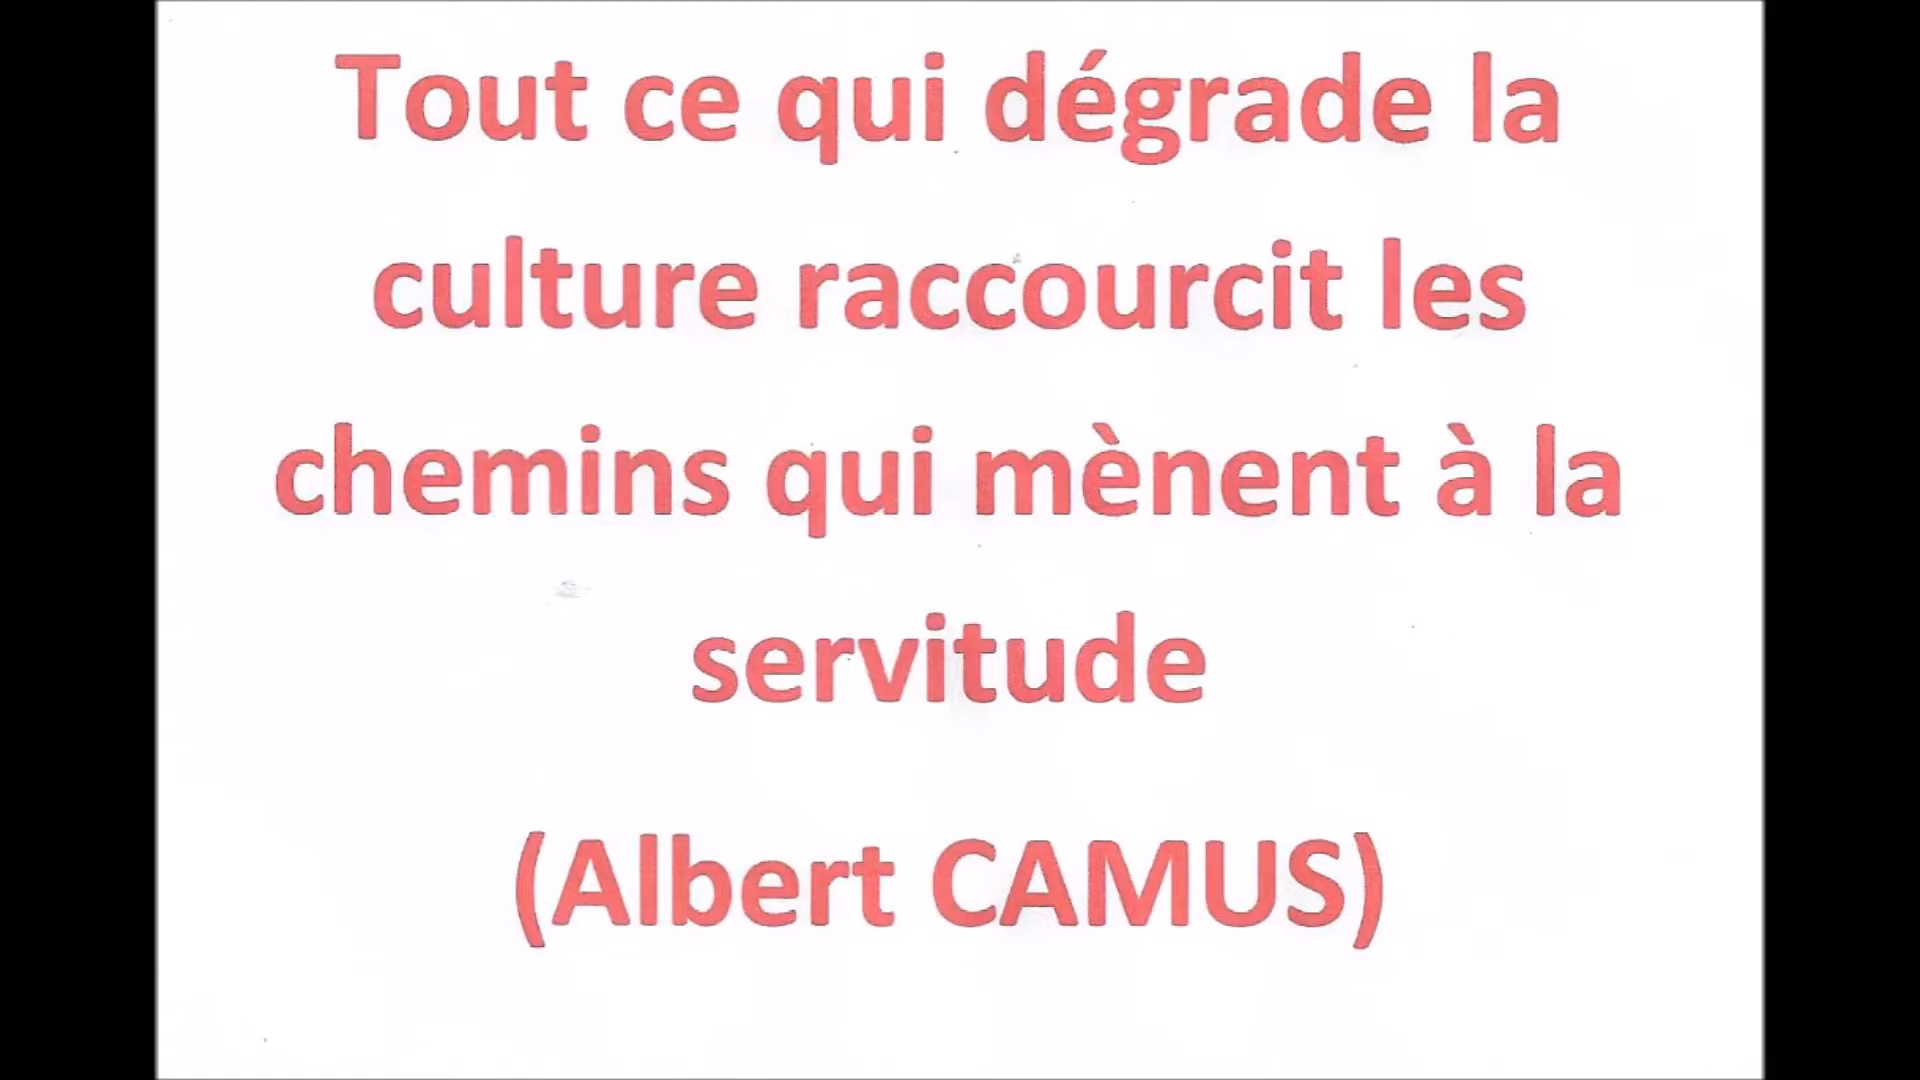 Tout ce qui dégrade la
culture raccourcit les
chemins qui mènent à la
servitude
(Albert CAMUS)